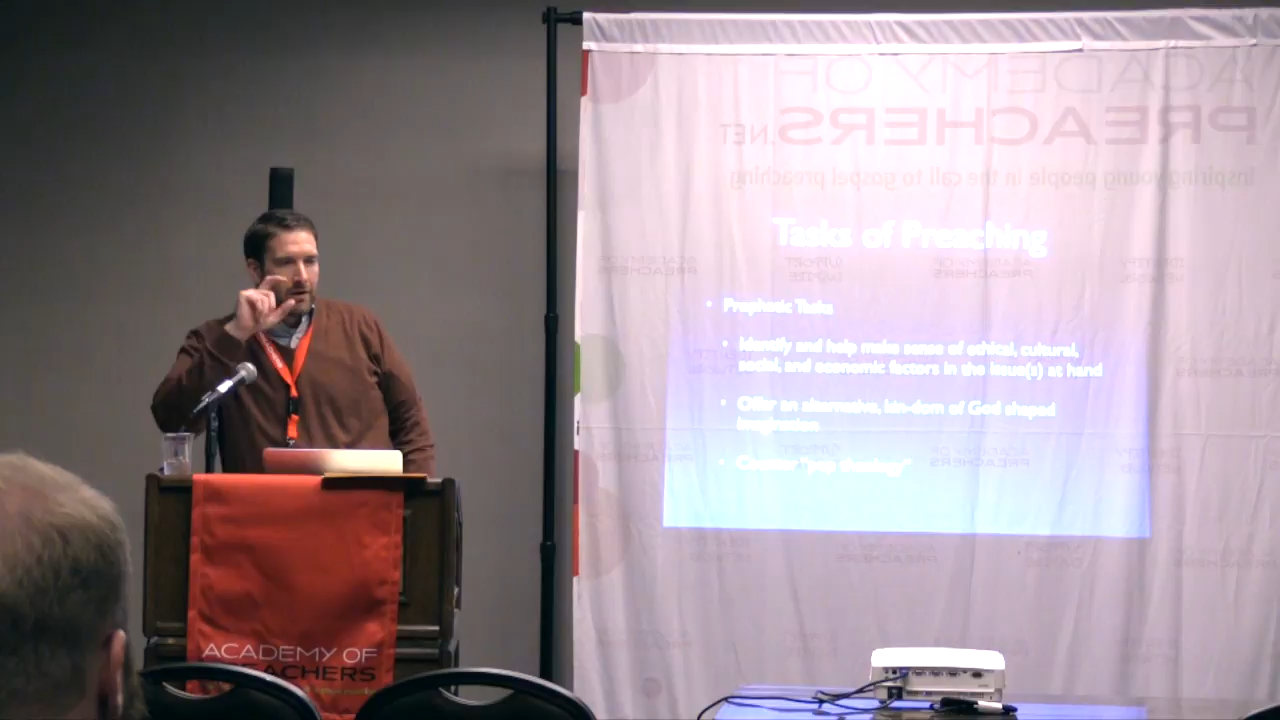 ACADEMY OF
PREACHERS.NET
Inspiring young people in the call to gospel preaching
Tasks of Preaching
• Prophetic Tasks
• Identify and help make sense of ethical, cultural,
social, and economic factors in the issue(s) at hand
• Offer an alternative, kin-dom of God shaped
imagination
• Counter "pop theology"
ACADEMY OF
PREACHERS